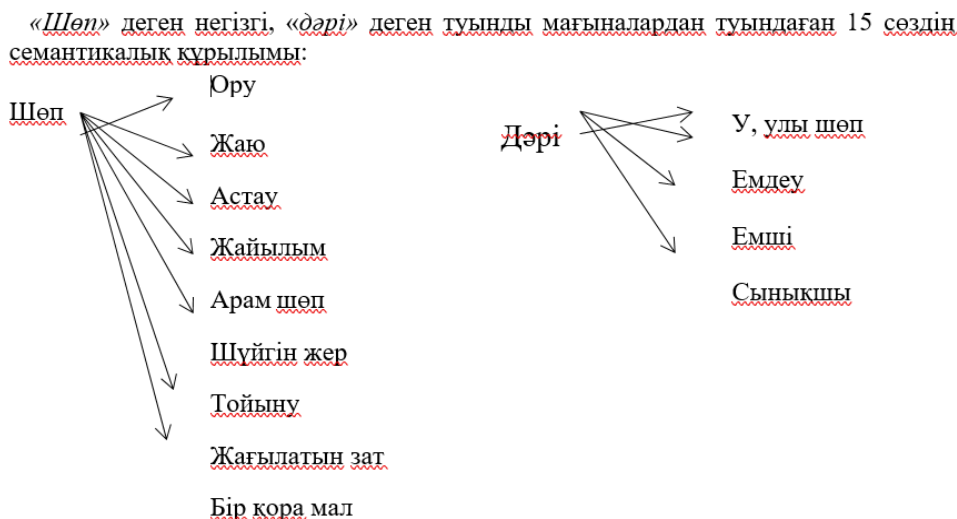 «Шөп» деген негізгі, «дәрі» деген туынды мағыналардан туындаған 15 сөздін
семантикалық құрылымы:
Шөп
Ору
Жаю
Астау
Жайылым
Арам шөп
Шүйгін жер
Тойыну
Жағылатын зат
Бір қора мал
Дәрі
У, улы шөп
Емдеу
Емші
Сынықшы